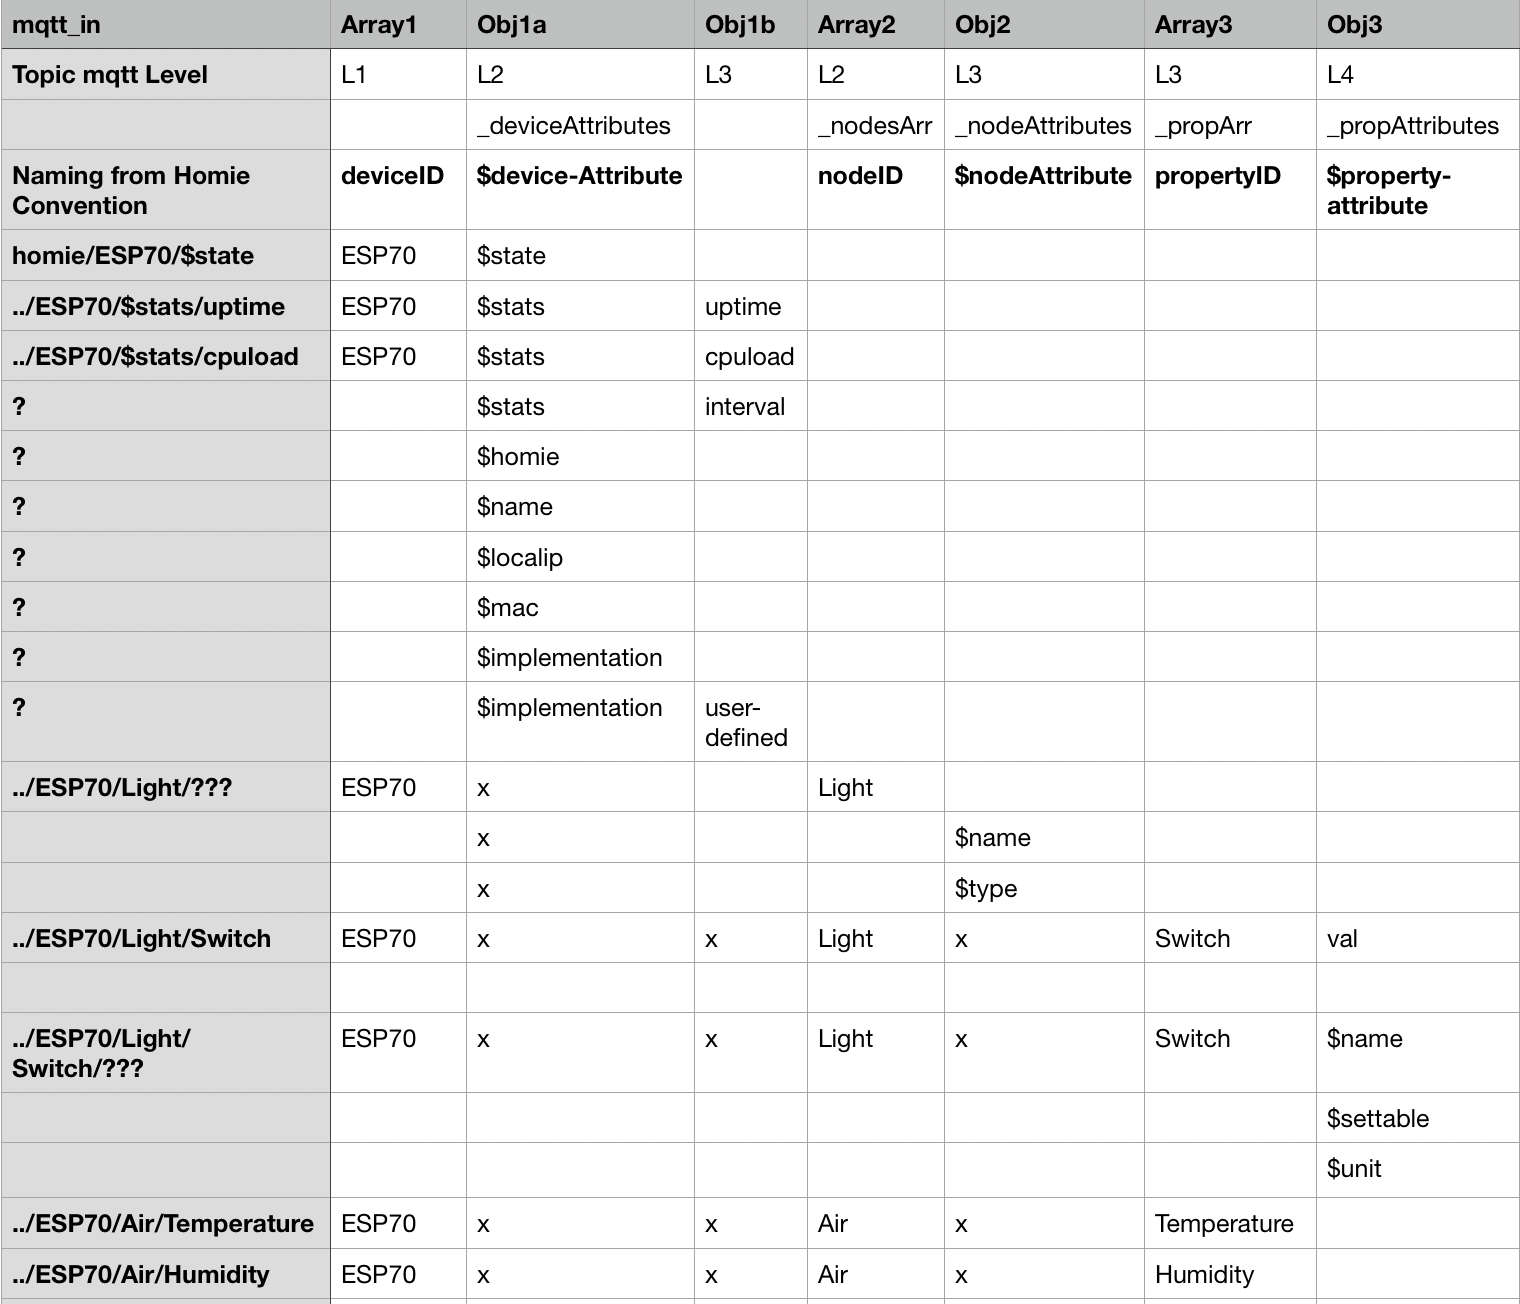 mqtt_in Array1 Obj1a Obj1b Array2 Obj2 Array3 Obj3
Topic mqtt Level L1 L2 L3 L2 L3 L3 L4
_deviceAttributes _nodesArr _nodeAttributes _propArr _propAttributes
Naming from Homie deviceID $device-Attribute nodeID $nodeAttribute propertyID $property-
Convention attribute
homie/ESP70/$state ESP70 $state
../ESP70/$stats/uptime ESP70 $stats uptime
../ESP70/$stats/cpuload ESP70 $stats cpuload
? $stats interval
? $homie
? $name
? $localip
? $mac
? $implementation
? $implementation user-
defined
../ESP70/Light/??? ESP70 x Light
x $name
x $type
../ESP70/Light/Switch ESP70 x x Light x Switch val
../ESP70/Light/ ESP70 x x Light x Switch $name
Switch/???
$settable
$unit
../ESP70/Air/Temperature ESP70 x x Air x Temperature
../ESP70/Air/Humidity ESP70 x x Air x Humidity